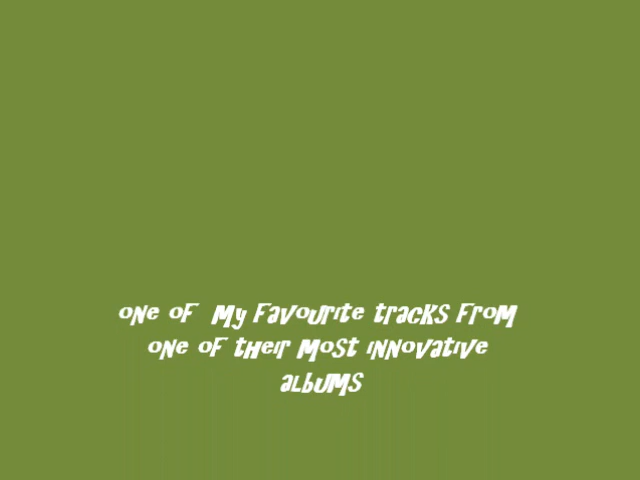 one of my favourite tracks from
one of their most innovative
albums